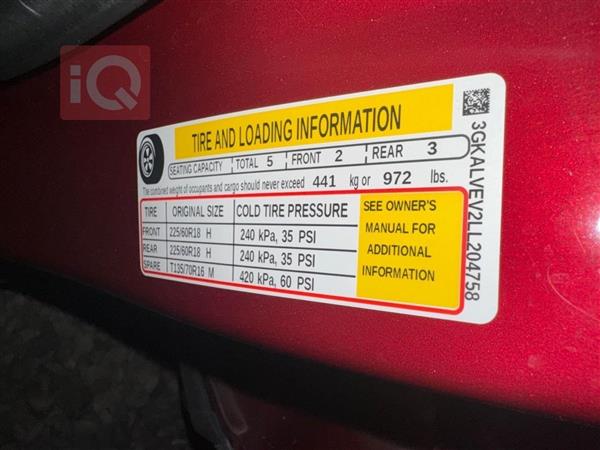 iQ
TIRE AND LOADING INFORMATION
SEATING CAPACITY TOTAL 5 FRONT 2 REAR 3
The combined weight of occupants and cargo should never exceed 441 kg or 972 lbs.
TIRE ORIGINAL SIZE COLD TIRE PRESSURE
FRONT 225/60R18 H 240 kPa, 35 PSI
REAR 225/60R18 H 240 kPa, 35 PSI
SPARE T135/70R16 M 420 kPa, 60 PSI
SEE OWNER'S
MANUAL FOR
ADDITIONAL
INFORMATION
3GKALVEV2LL204758